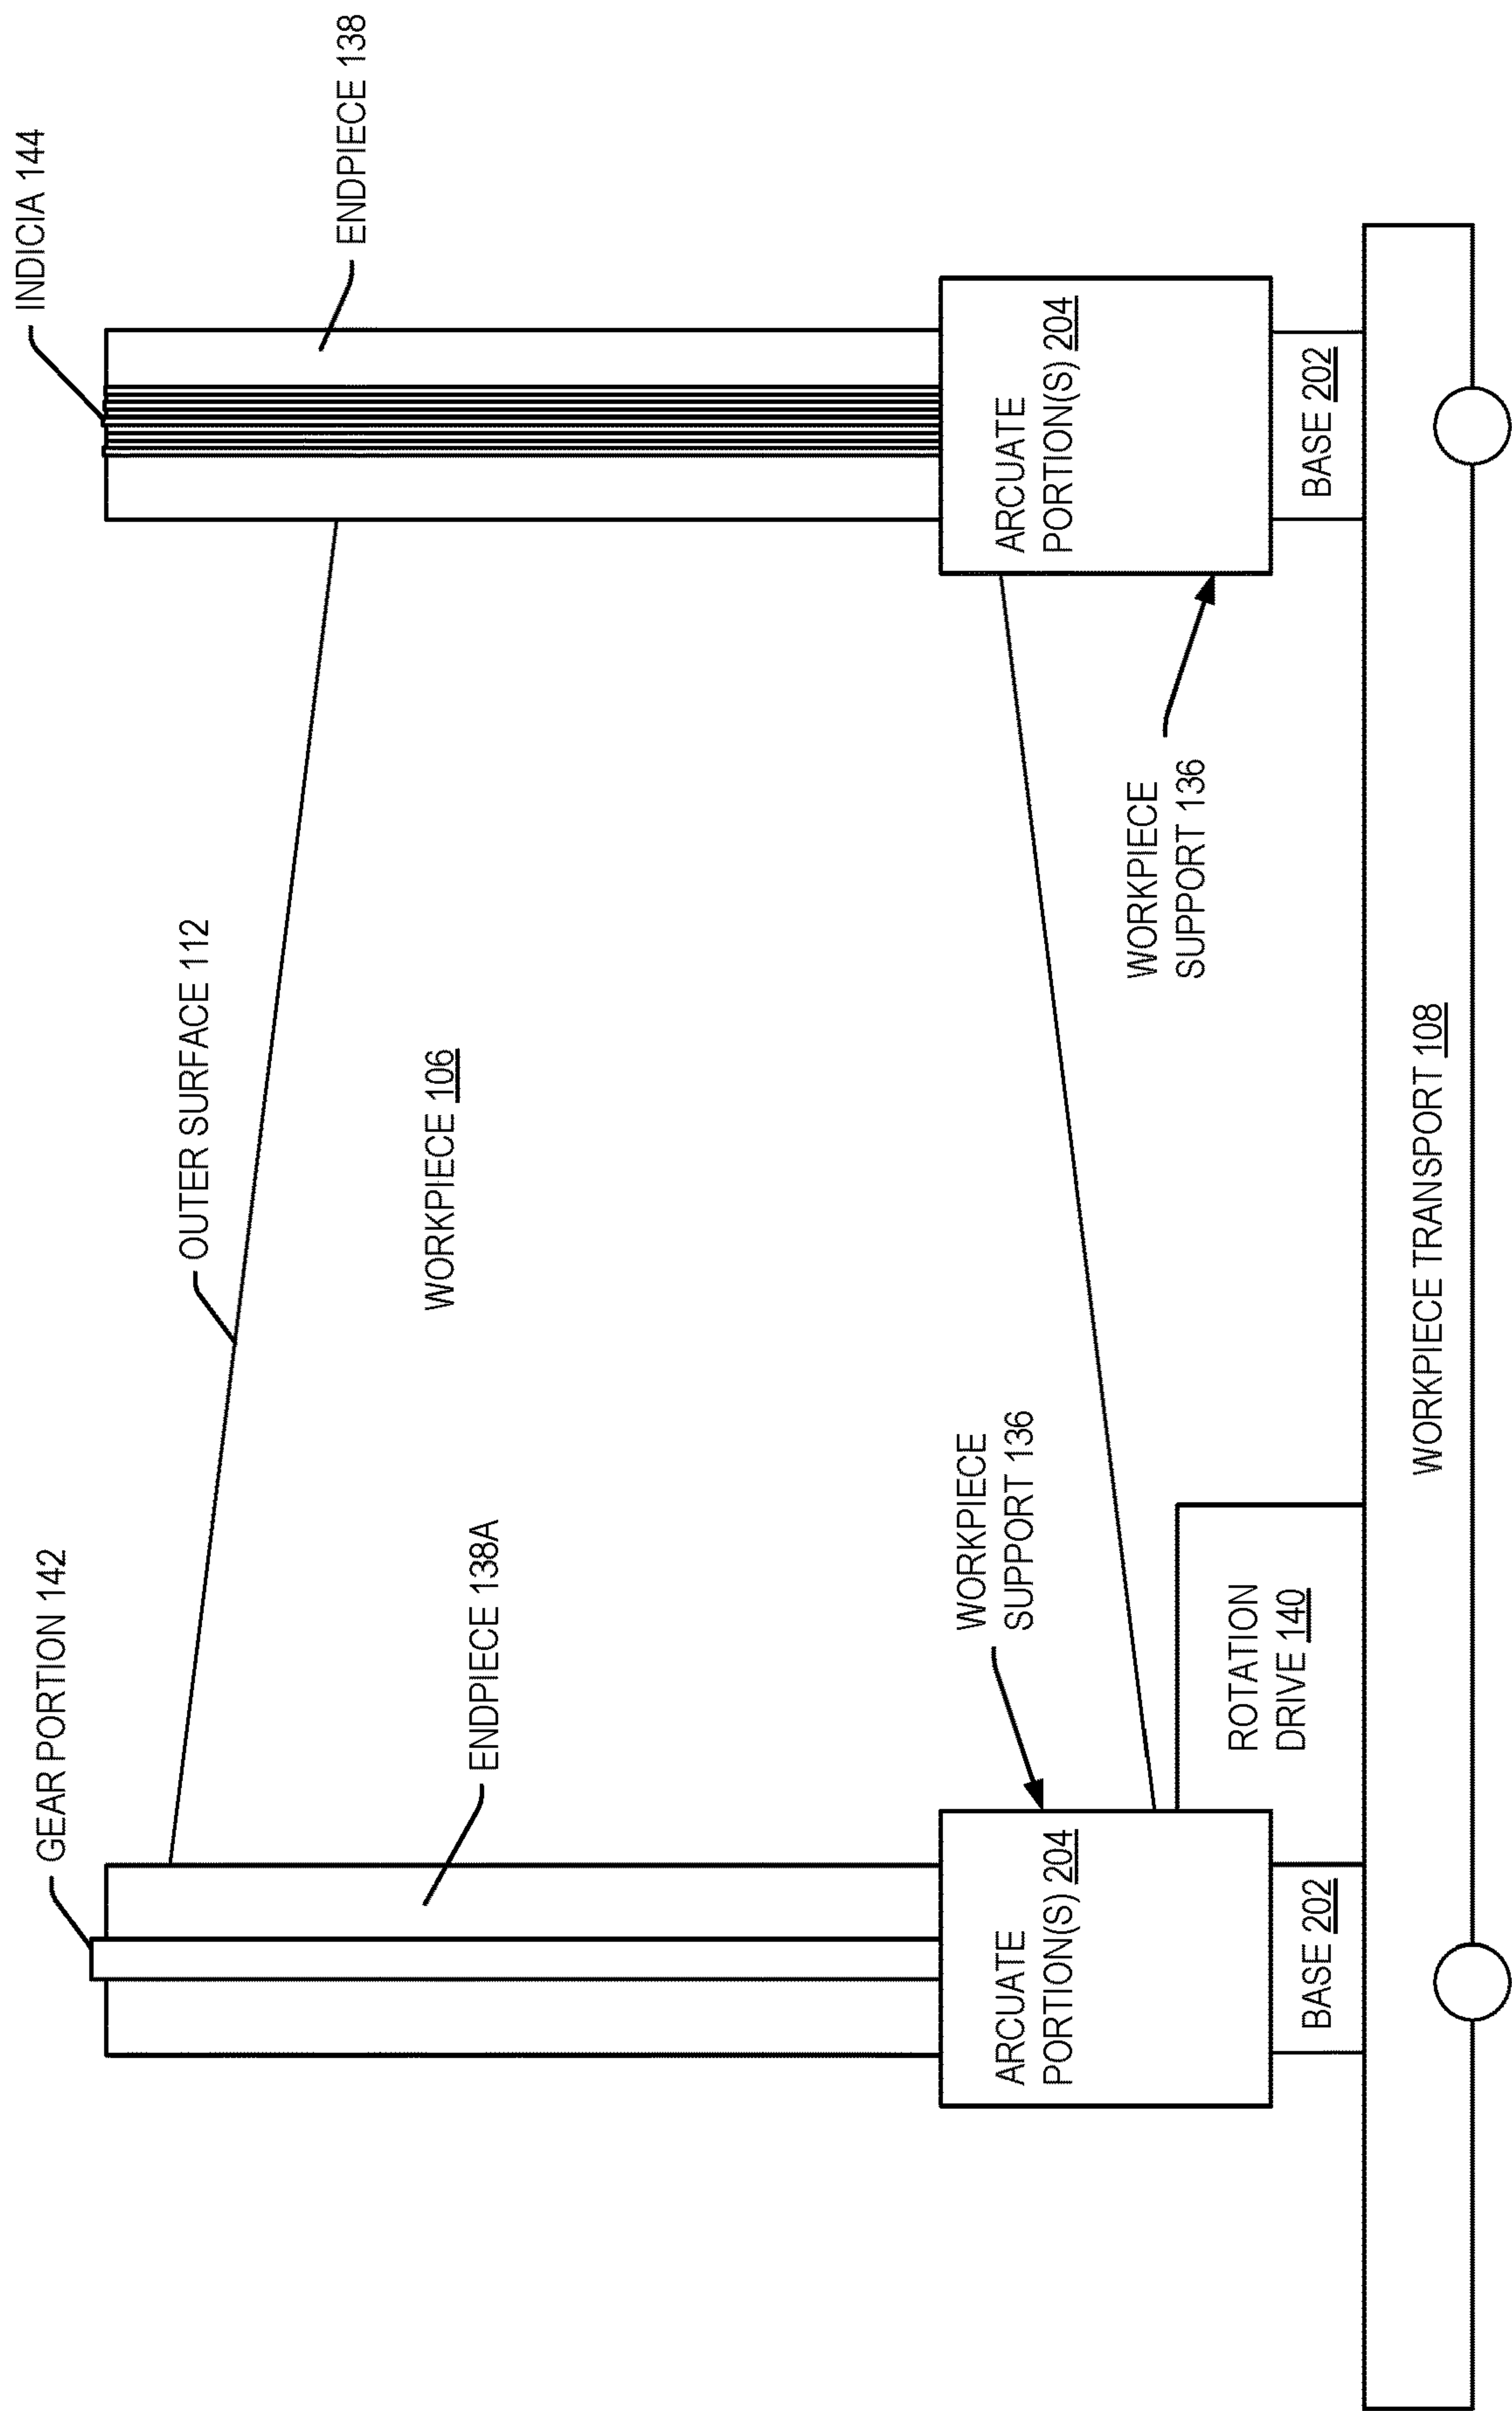 GEAR PORTION 142
INDICIA 144
OUTER SURFACE 112
ENDPIECE 138A
ENDPIECE 138
WORKPIECE 106
WORKPIECE
SUPPORT 136
ARCUATE
PORTION(S) 204
ARCUATE
PORTION(S) 204
WORKPIECE
SUPPORT 136
ROTATION
DRIVE 140
BASE 202
BASE 202
WORKPIECE TRANSPORT 108